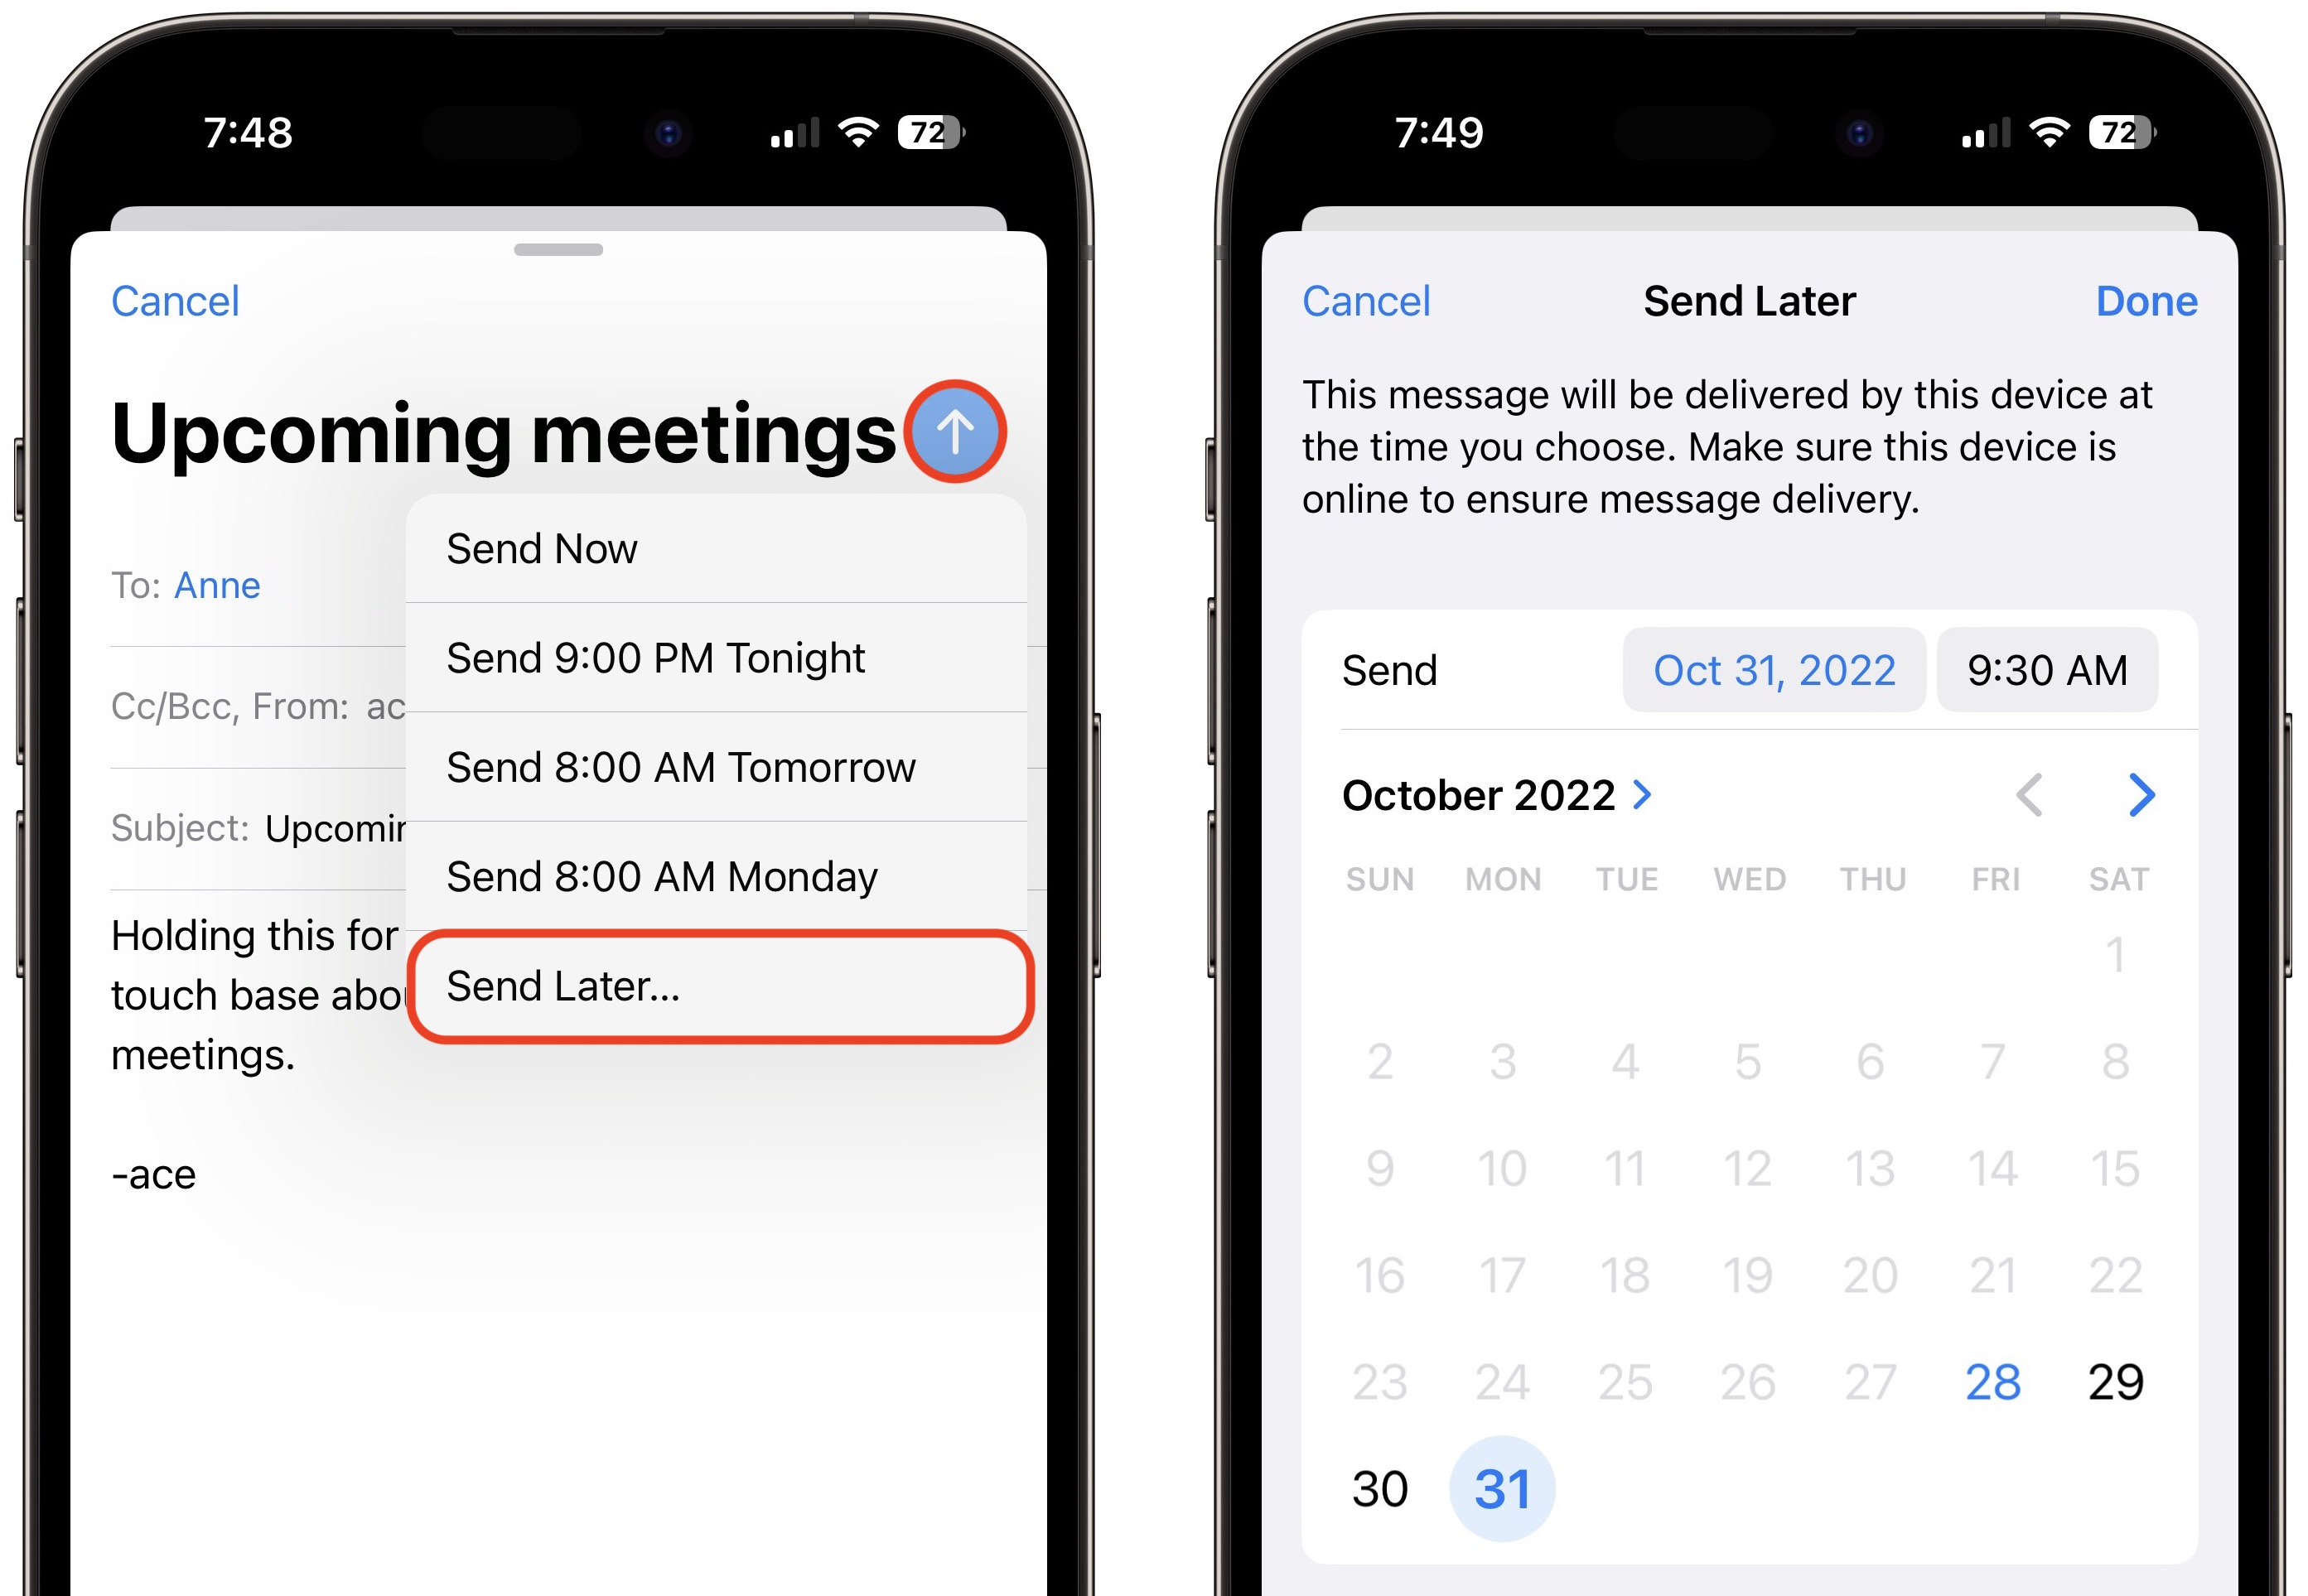 7:48
72
Cancel
Upcoming meetings
To: Anne
Cc/Bcc, From: ac
Subject: Upcomin
Holding this for
touch base abou
meetings.
-ace
Send Now
Send 9:00 PM Tonight
Send 8:00 AM Tomorrow
Send 8:00 AM Monday
Send Later...
7:49
72
Cancel
Send Later
Done
This message will be delivered by this device at
the time you choose. Make sure this device is
online to ensure message delivery.
Send
Oct 31, 2022
9:30 AM
October 2022
SUN MON TUE WED THU FRI SAT
1
2 3 4 5 6 7 8
9 10 11 12 13 14 15
16 17 18 19 20 21 22
23 24 25 26 27 28 29
30 31